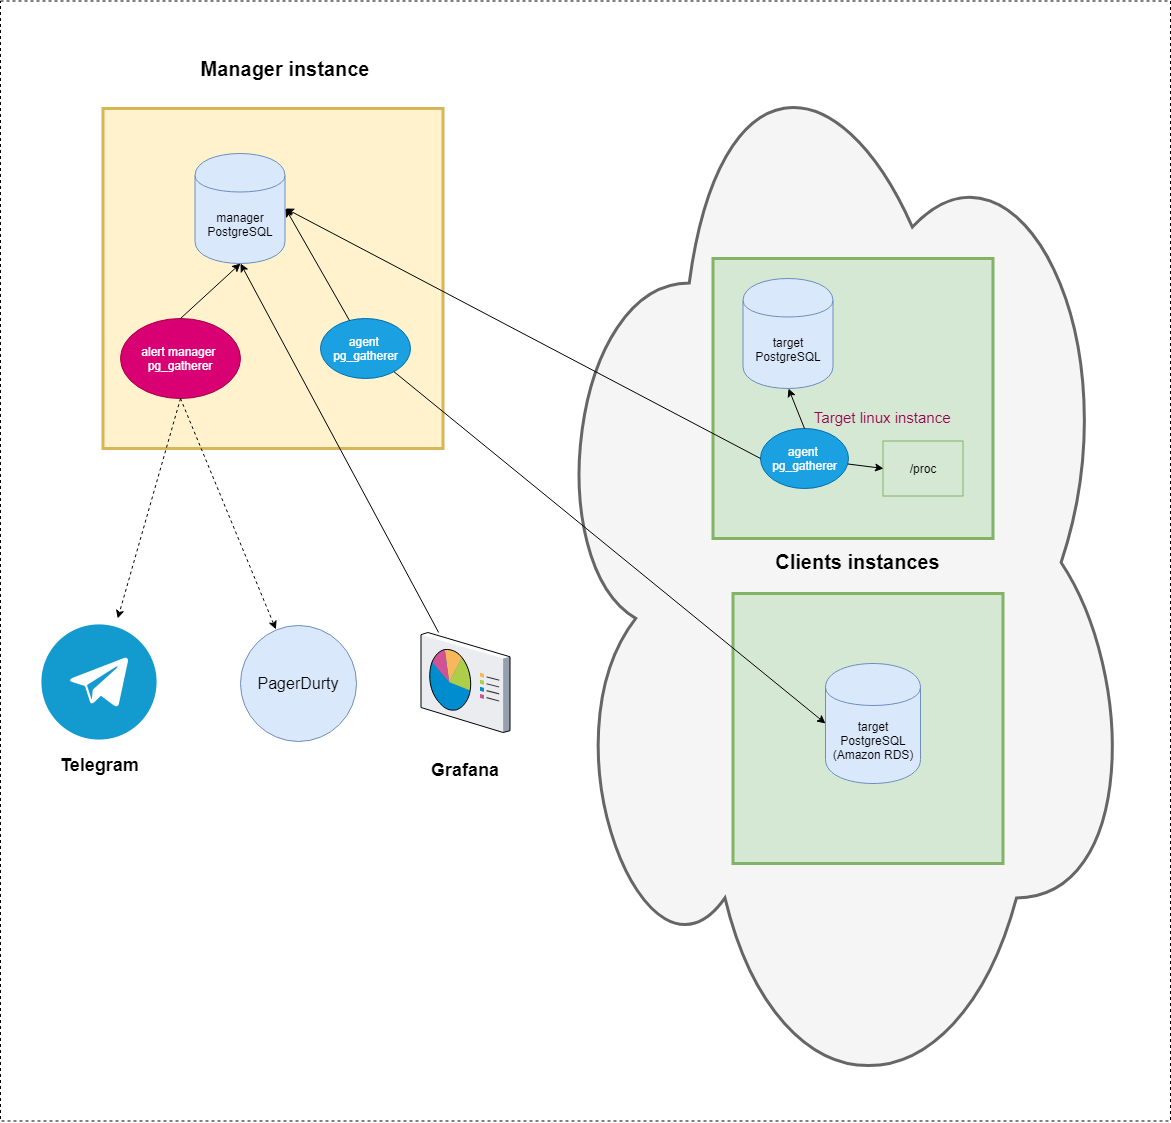 Manager instance
manager
PostgreSQL
alert manager
pg_gatherer
agent
pg_gatherer
target
PostgreSQL
Target linux instance
agent
pg_gatherer
/proc
Clients instances
target
PostgreSQL
(Amazon RDS)
PagerDurty
Telegram
Grafana